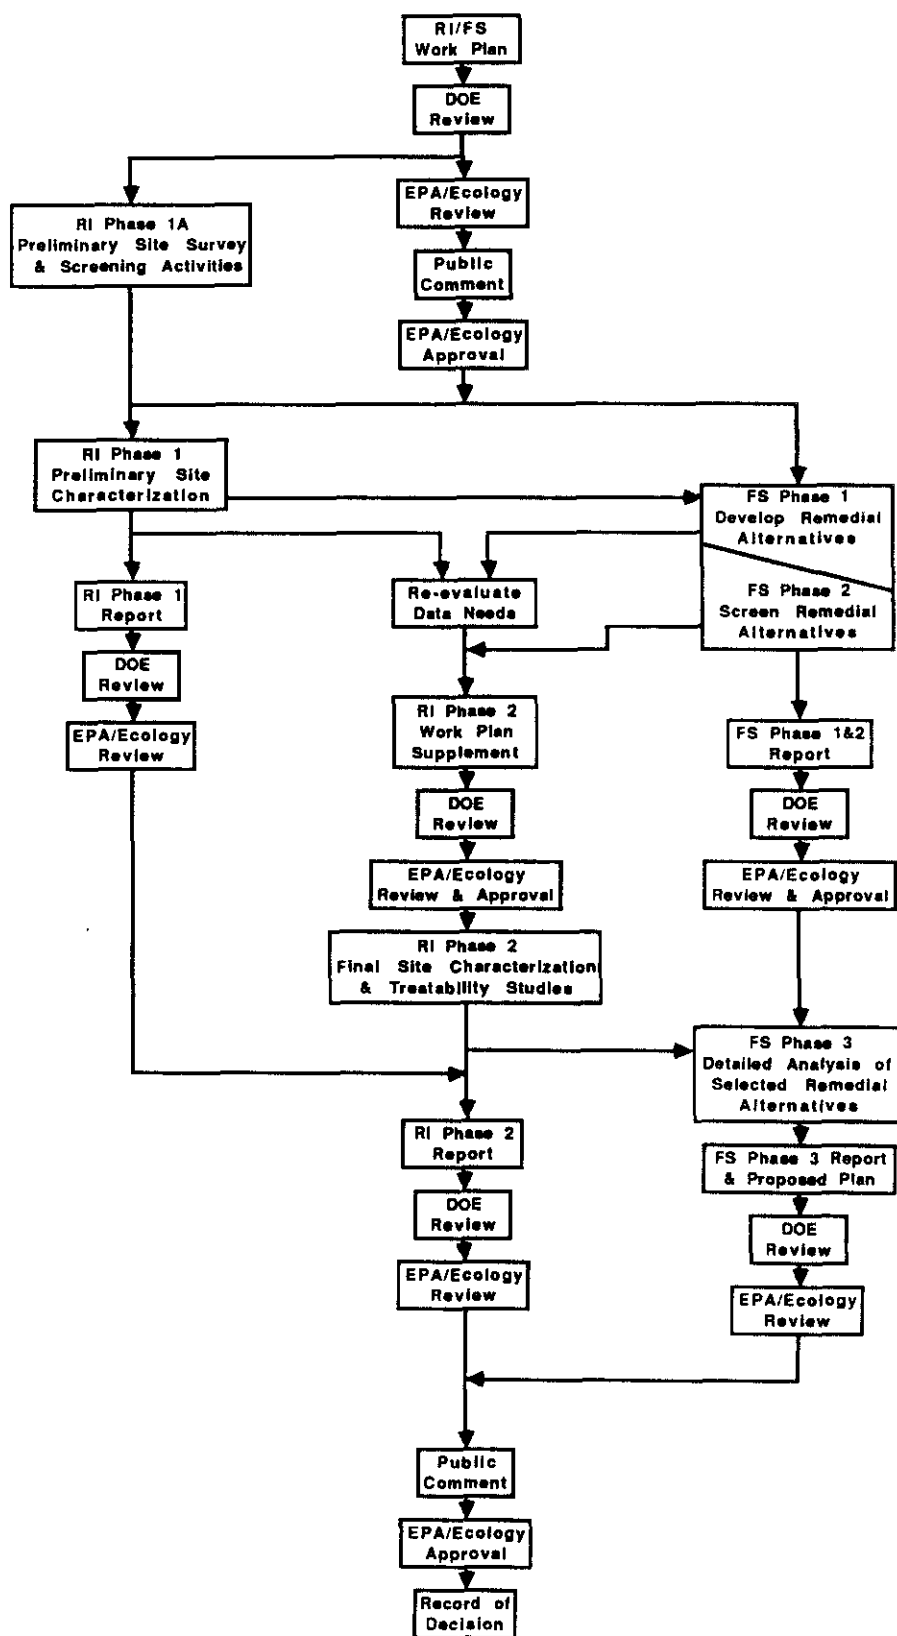 RI/FS
Work Plan
DOE
Review
EPA/Ecology
Review
RI Phase 1A
Preliminary Site Survey
& Screening Activities
Public
Comment
EPA/Ecology
Approval
RI Phase 1
Preliminary Site
Characterization
FS Phase 1
Develop Remedial
Alternatives
FS Phase 2
Screen Remedial
Alternatives
Re-evaluate
Data Needs
RI Phase 1
Report
DOE
Review
EPA/Ecology
Review
RI Phase 2
Work Plan
Supplement
DOE
Review
EPA/Ecology
Review & Approval
RI Phase 2
Final Site Characterization
& Treatability Studies
FS Phase 1&2
Report
DOE
Review
EPA/Ecology
Review & Approval
FS Phase 3
Detailed Analysis of
Selected Remedial
Alternatives
RI Phase 2
Report
DOE
Review
EPA/Ecology
Review
FS Phase 3 Report
& Proposed Plan
DOE
Review
EPA/Ecology
Review
Public
Comment
EPA/Ecology
Approval
Record of
Decision